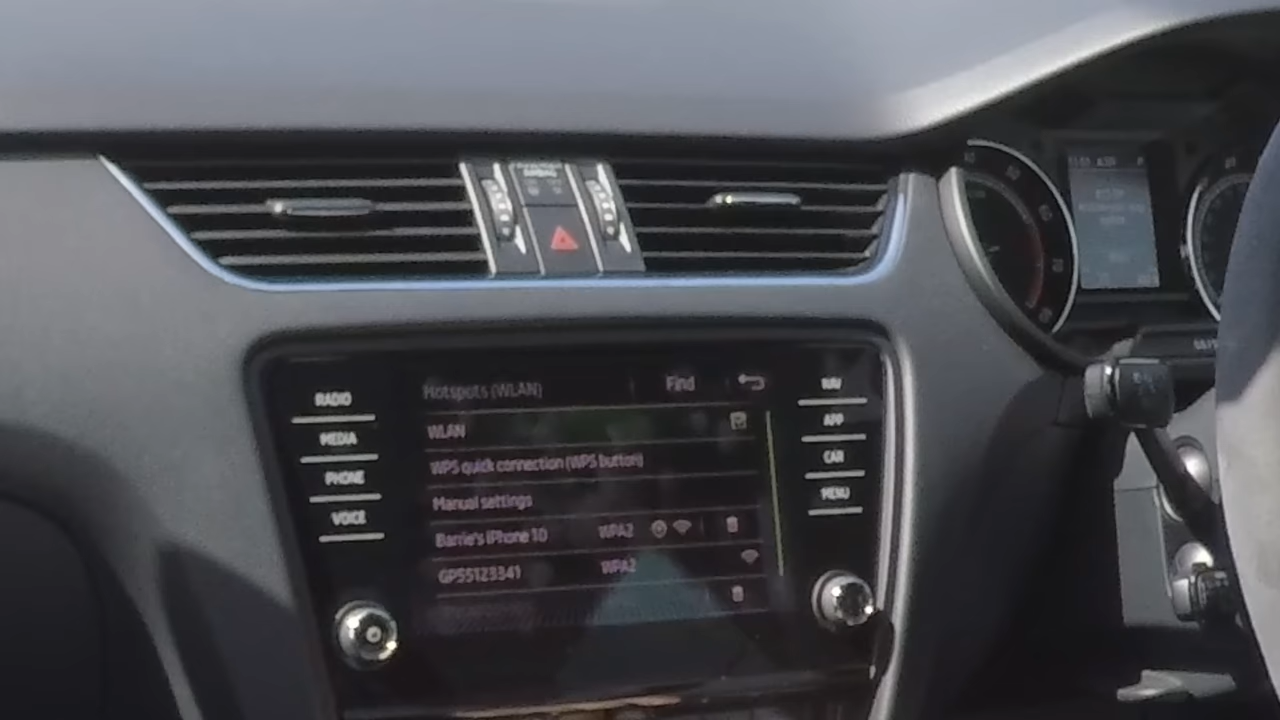 RADIO
MEDIA
PHONE
VOICE
Hotspots (WLAN) Find
WLAN
WPS quick connection (WPS button)
Manual settings
Barrie's iPhone 10 WPA2
GP55123341 WPA2
NAV
APP
CAR
MENU